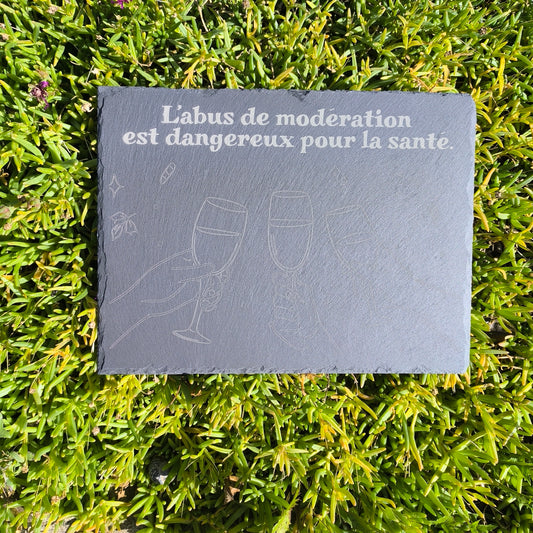 L'abus de modération
est dangereux pour la santé.